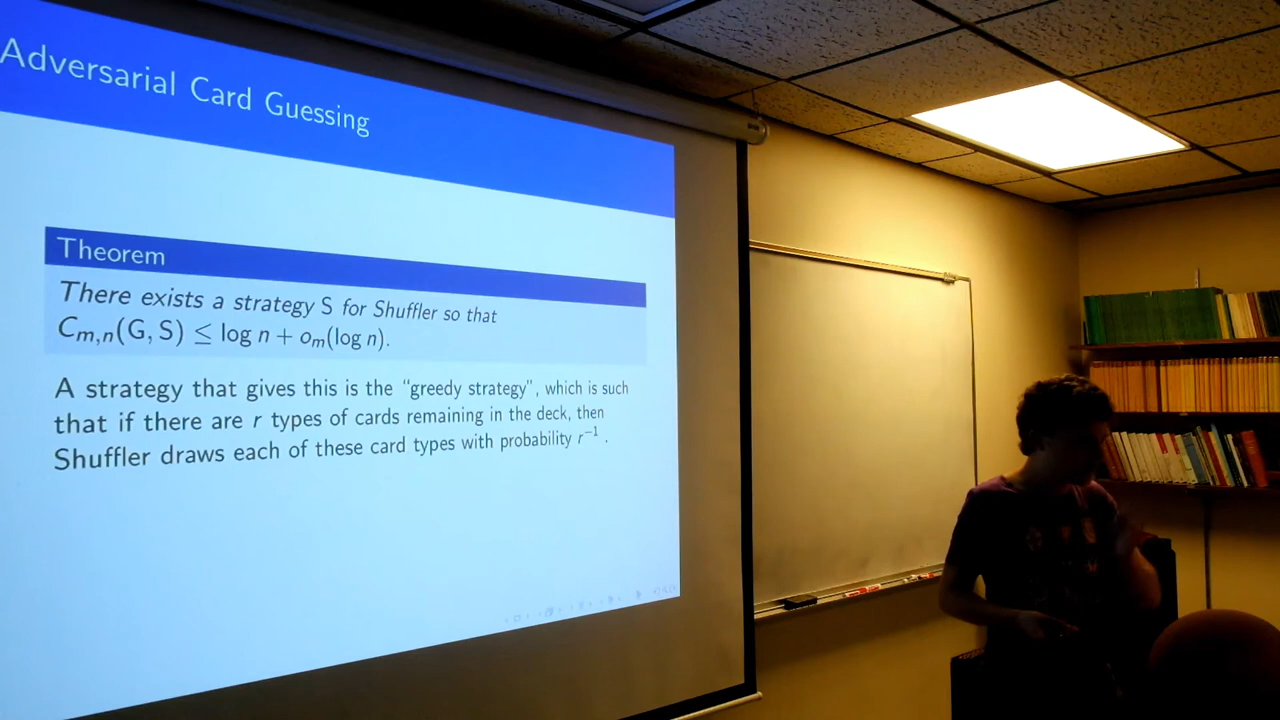 Adversarial Card Guessing
Theorem
There exists a strategy S for Shuffler so that
Cₘ,ₙ(G, S) ≤ log n + oₘ(log n).
A strategy that gives this is the “greedy strategy”, which is such
that if there are r types of cards remaining in the deck, then
Shuffler draws each of these card types with probability r⁻¹ .